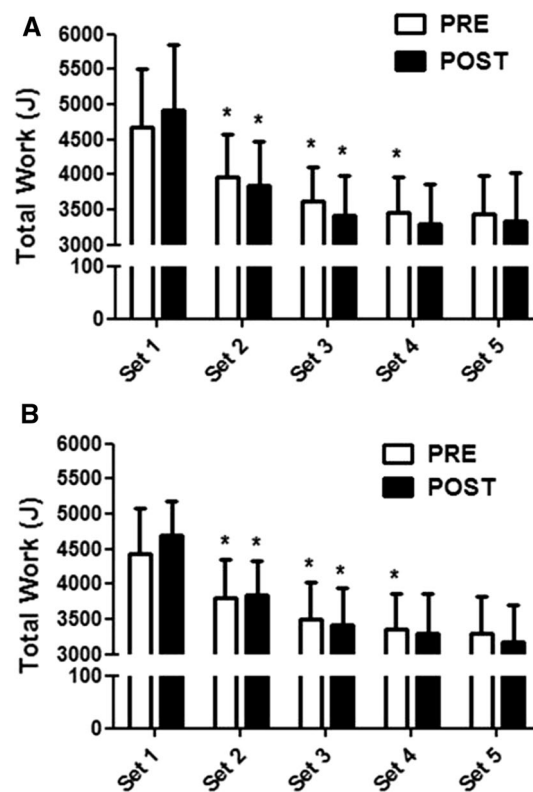 A
PRE
POST
Total Work (J)
6000
5500
5000
4500
4000
3500
3000
100
0
* * * * *
Set 1 Set 2 Set 3 Set 4 Set 5
B
PRE
POST
Total Work (J)
6000
5500
5000
4500
4000
3500
3000
100
0
* * * * *
Set 1 Set 2 Set 3 Set 4 Set 5